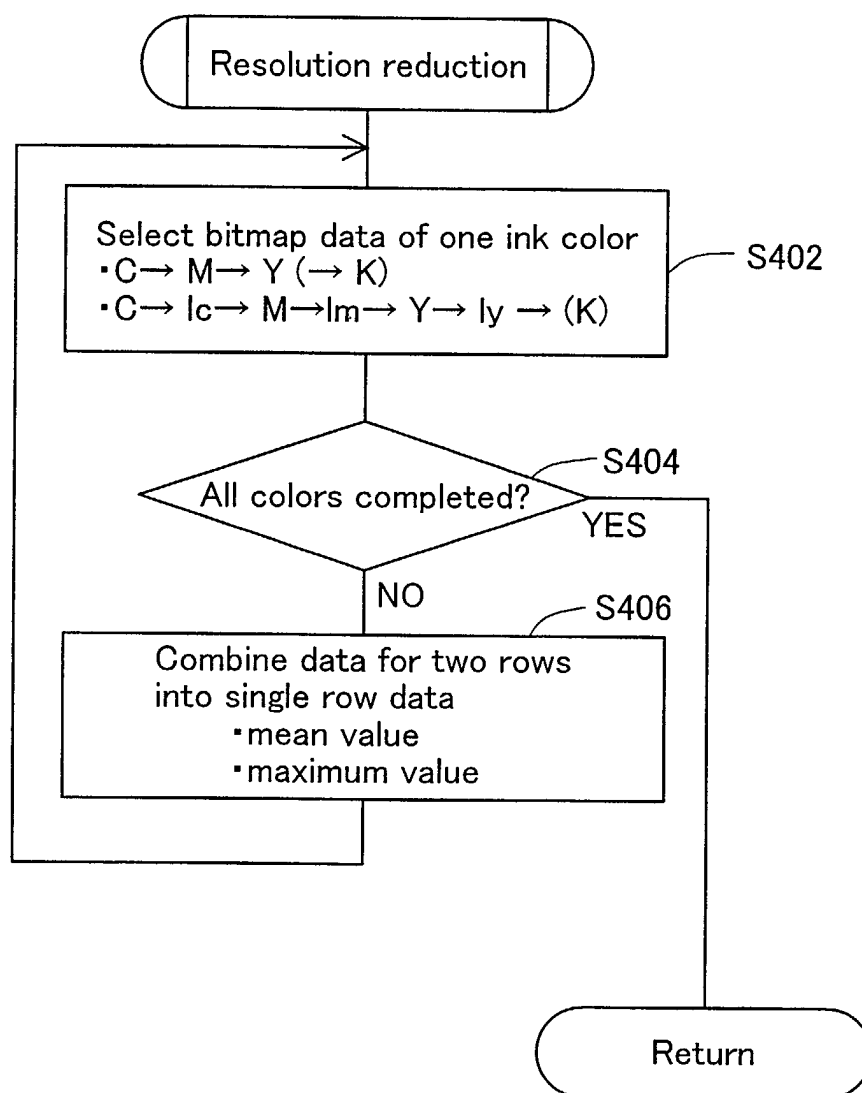 Resolution reduction
Select bitmap data of one ink color
・C→ M→ Y (→ K)
・C→ lc→ M→lm→ Y→ ly → (K)
S402
S404
All colors completed?
YES
NO
S406
Combine data for two rows
into single row data
・mean value
・maximum value
Return